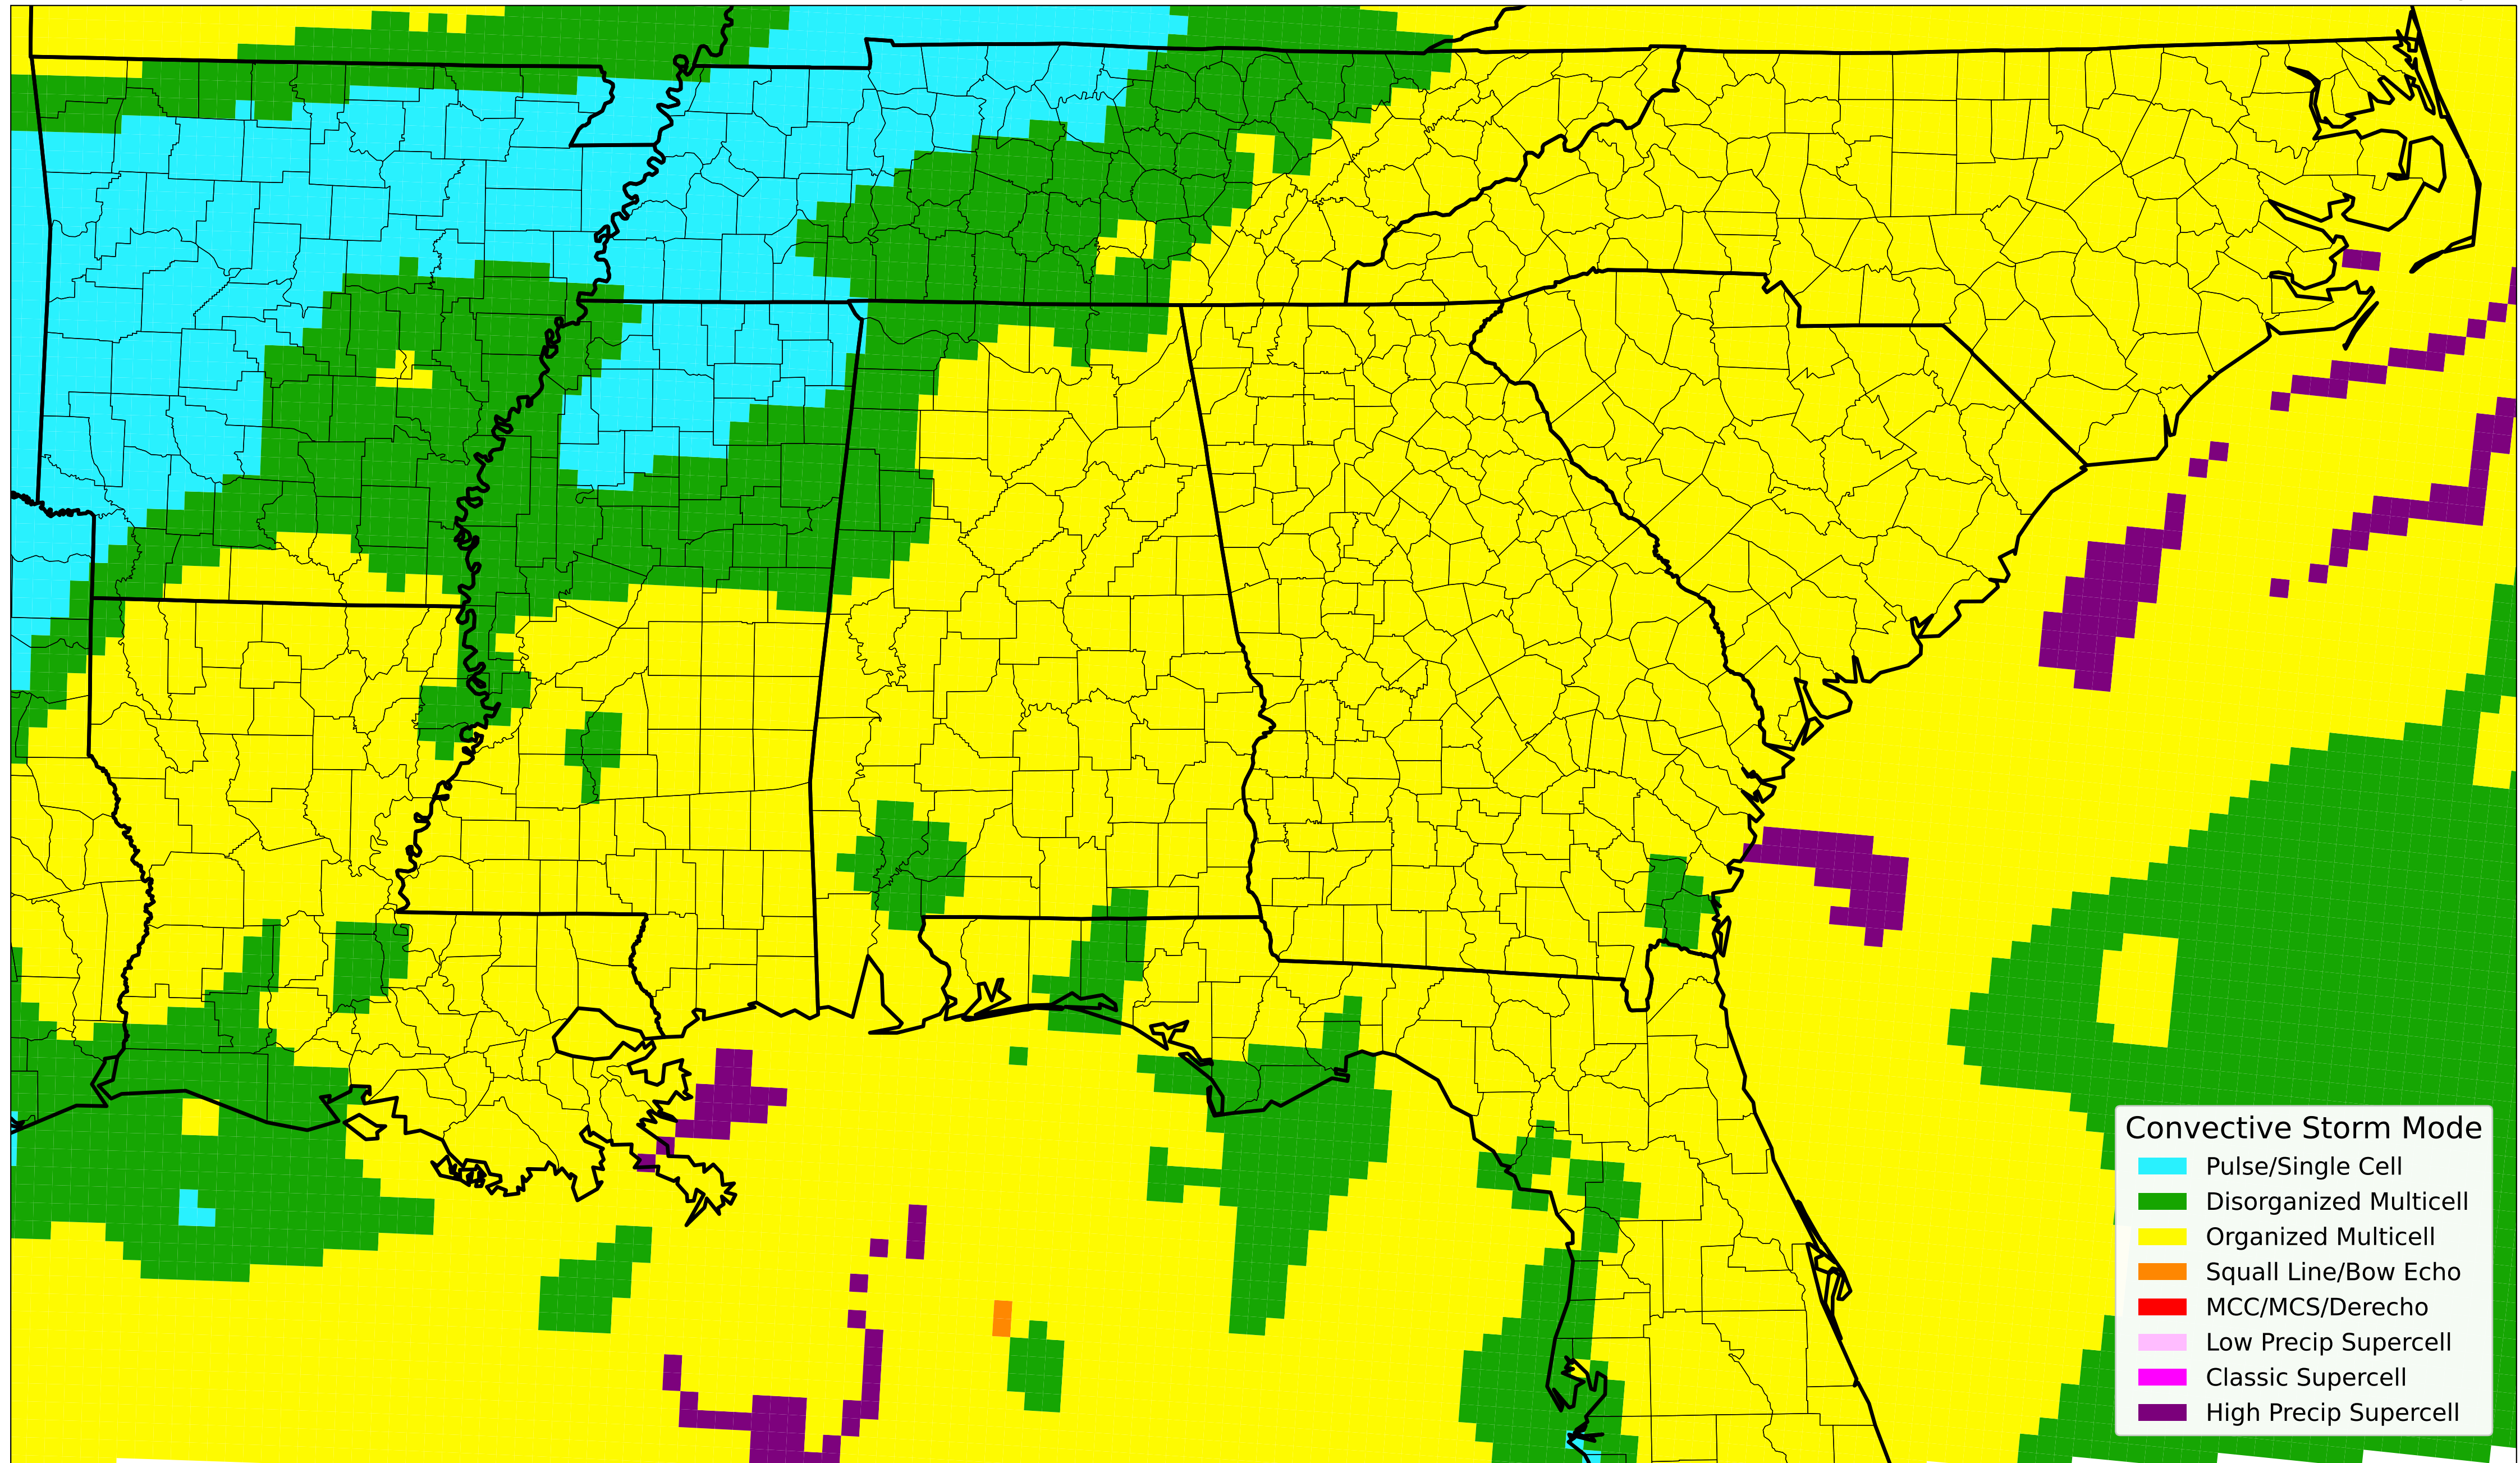 Convective Storm Mode
Pulse/Single Cell
Disorganized Multicell
Organized Multicell
Squall Line/Bow Echo
MCC/MCS/Derecho
Low Precip Supercell
Classic Supercell
High Precip Supercell